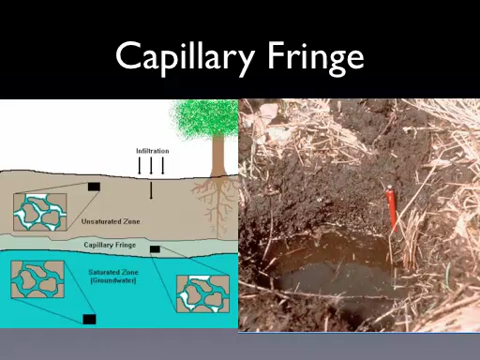 Capillary Fringe
Infiltration
Unsaturated Zone
Capillary Fringe
Saturated Zone
(Groundwater)